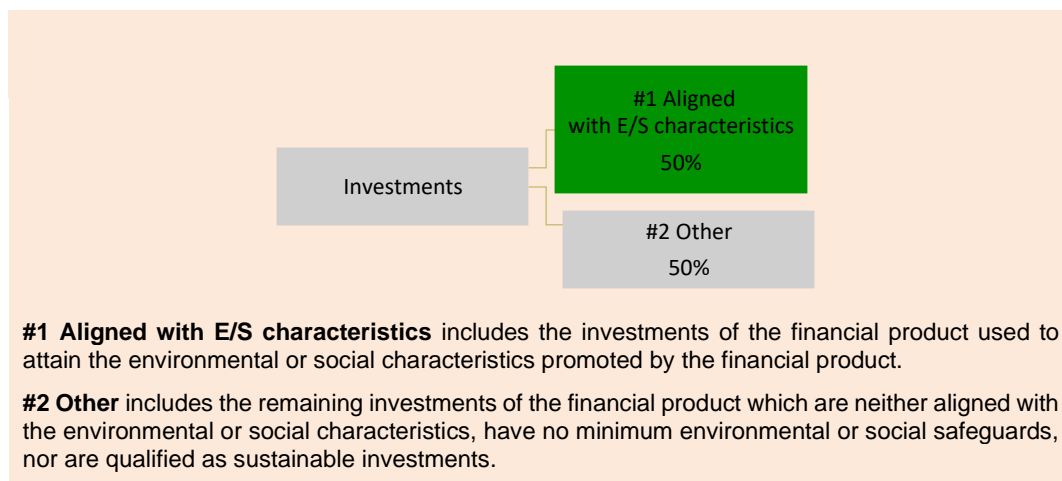 #1 Aligned
with E/S characteristics
50%
Investments
#2 Other
50%
#1 Aligned with E/S characteristics includes the investments of the financial product used to
attain the environmental or social characteristics promoted by the financial product.
#2 Other includes the remaining investments of the financial product which are neither aligned with
the environmental or social characteristics, have no minimum environmental or social safeguards,
nor are qualified as sustainable investments.